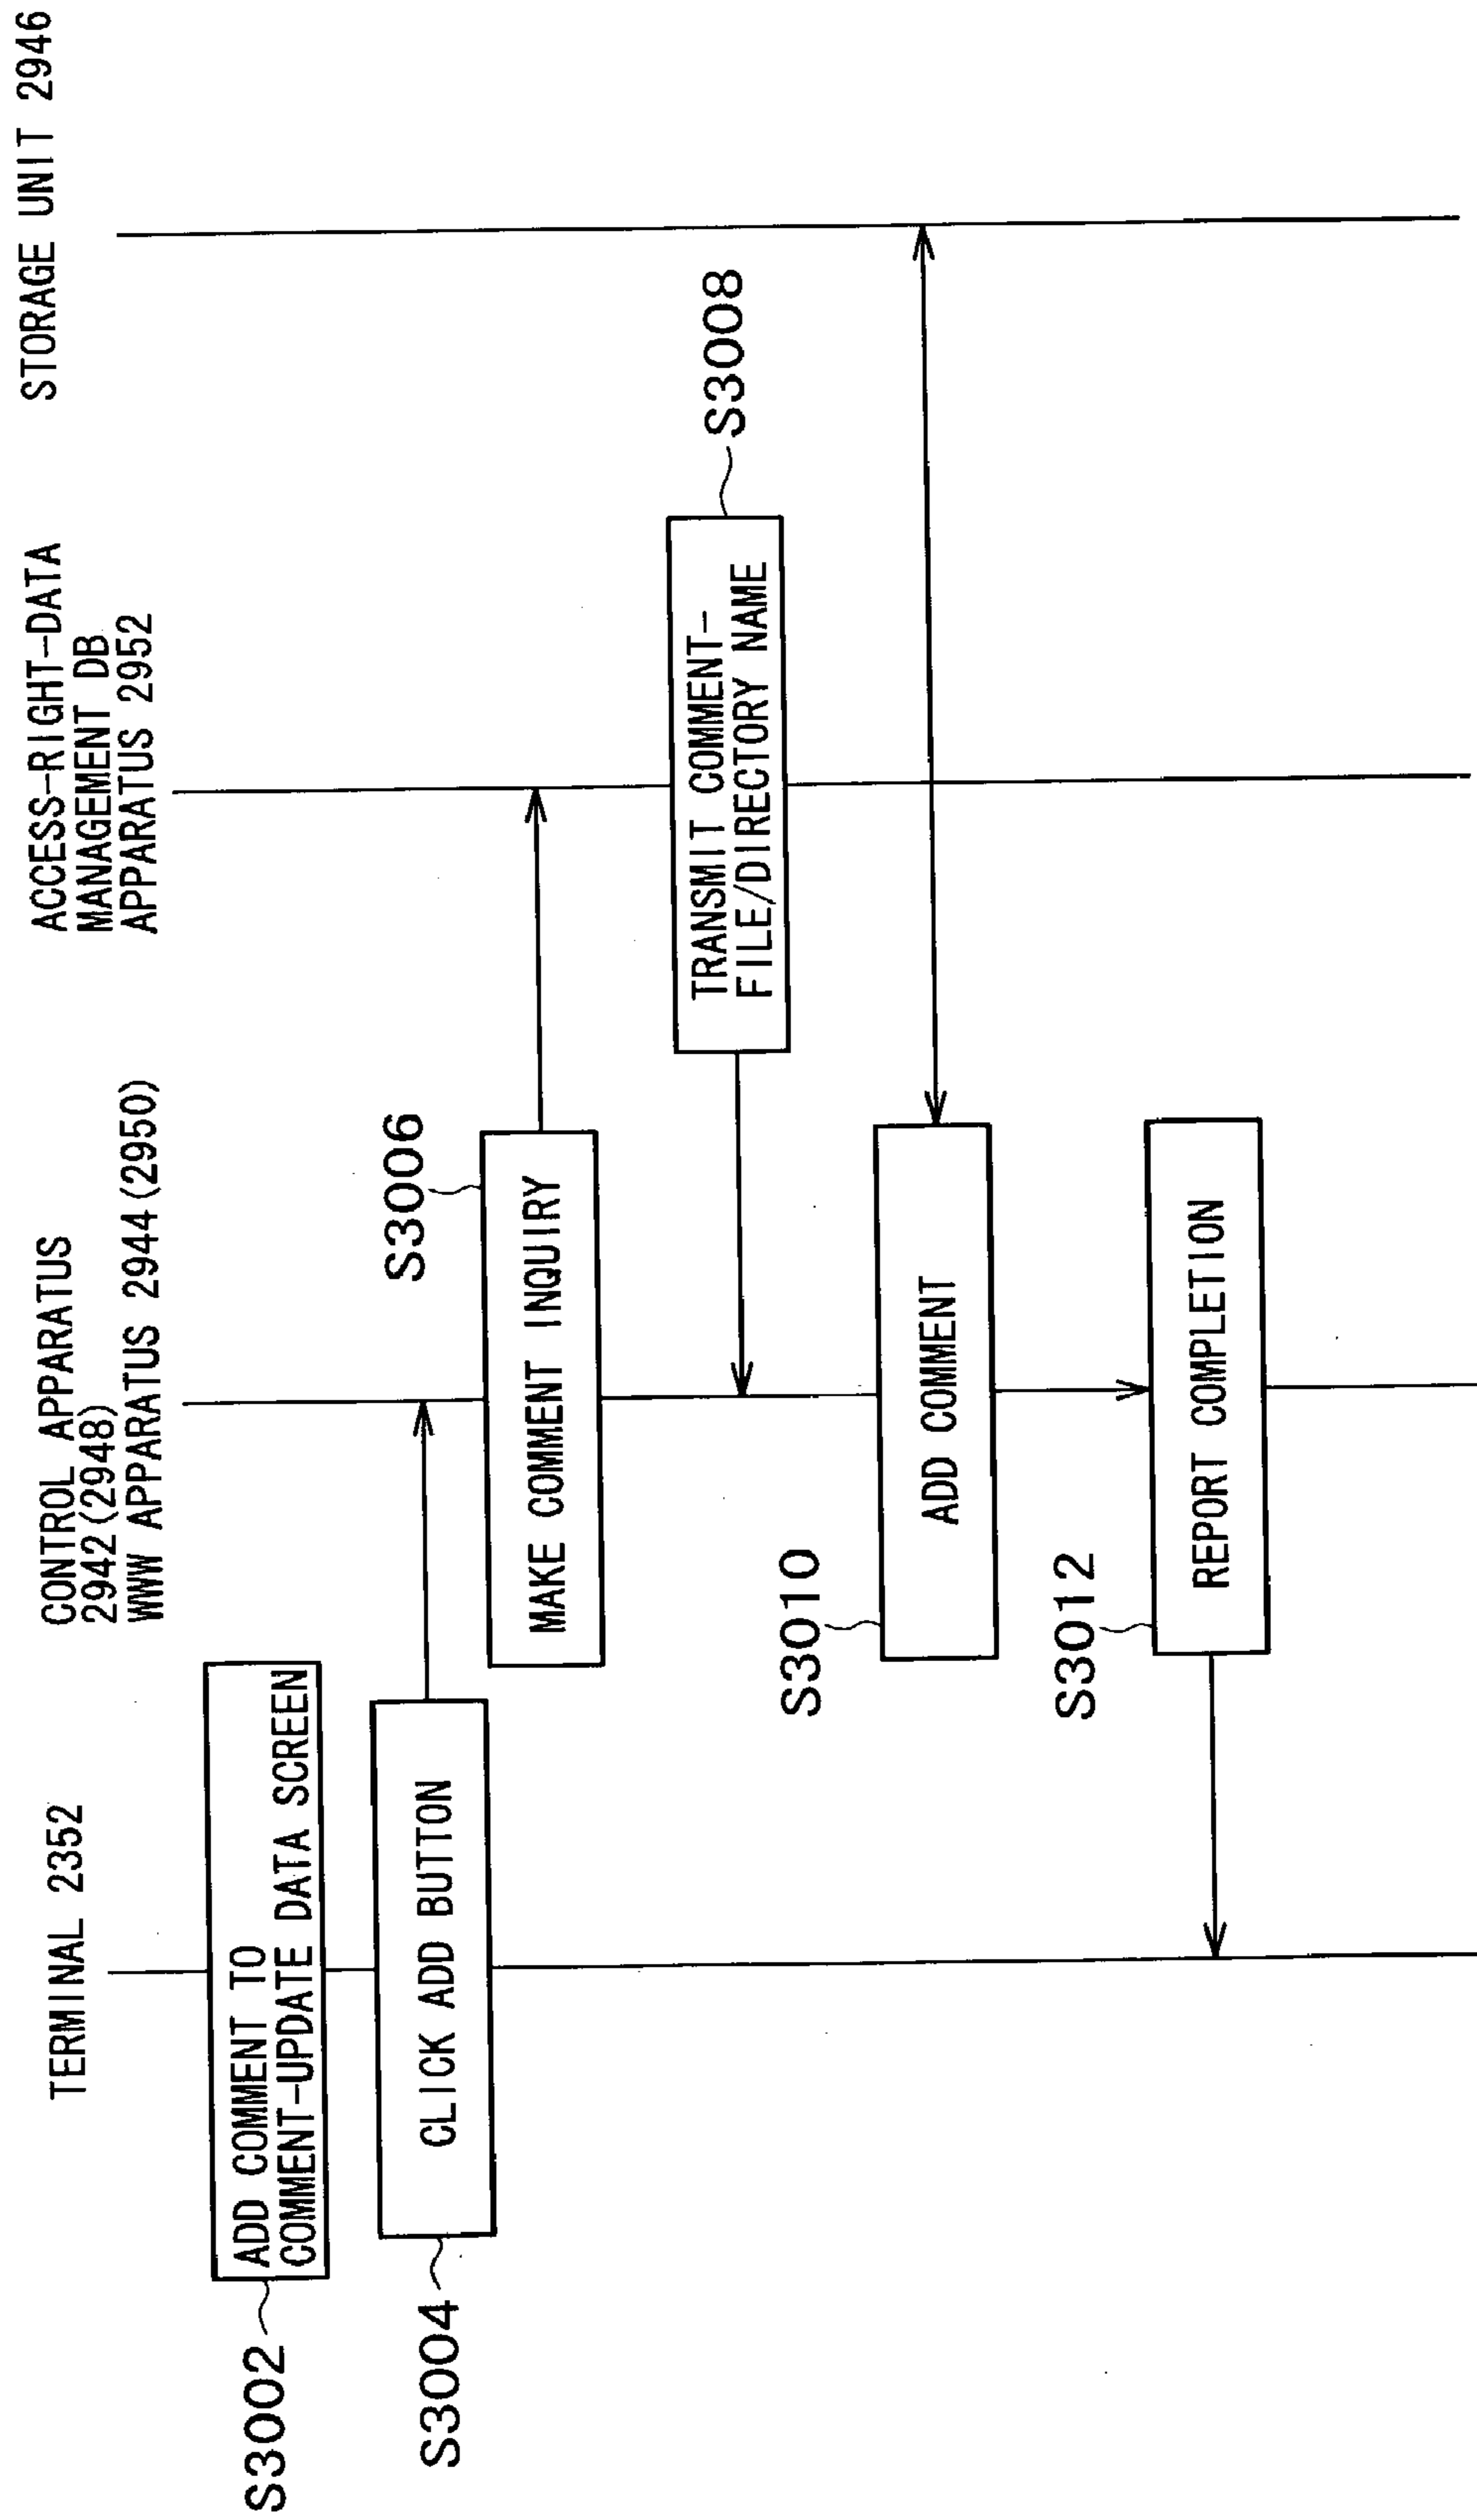 TERMINAL 2352
CONTROL APPARATUS
2942(2948)
WWW APPARATUS 2944(2950)
ACCESS-RIGHT-DATA
MANAGEMENT DB
APPARATUS 2952
STORAGE UNIT 2946
S3002
ADD COMMENT TO
COMMENT-UPDATE DATA SCREEN
S3004
CLICK ADD BUTTON
S3006
MAKE COMMENT INQUIRY
TRANSMIT COMMENT-
FILE/DIRECTORY NAME
S3008
S3010
ADD COMMENT
S3012
REPORT COMPLETION